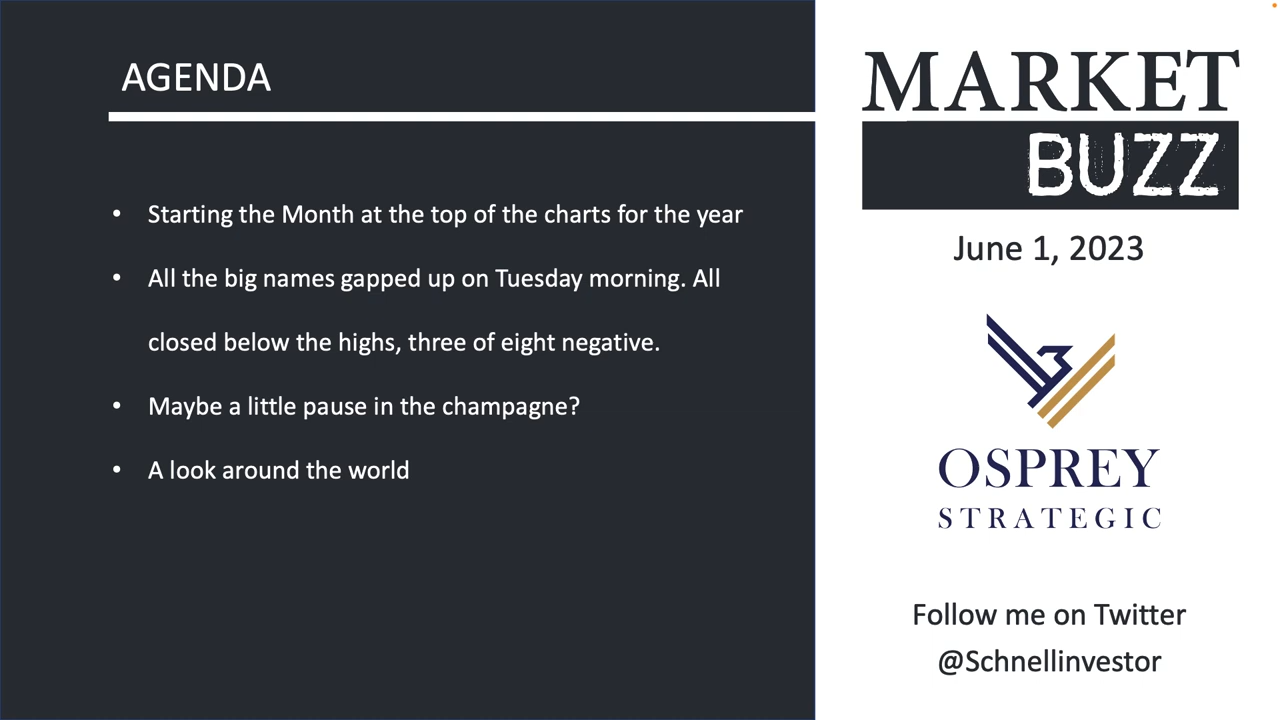 AGENDA
• Starting the Month at the top of the charts for the year
• All the big names gapped up on Tuesday morning. All
closed below the highs, three of eight negative.
• Maybe a little pause in the champagne?
• A look around the world
MARKET
BUZZ
June 1, 2023
OSPREY
STRATEGIC
Follow me on Twitter
@Schnellinvestor